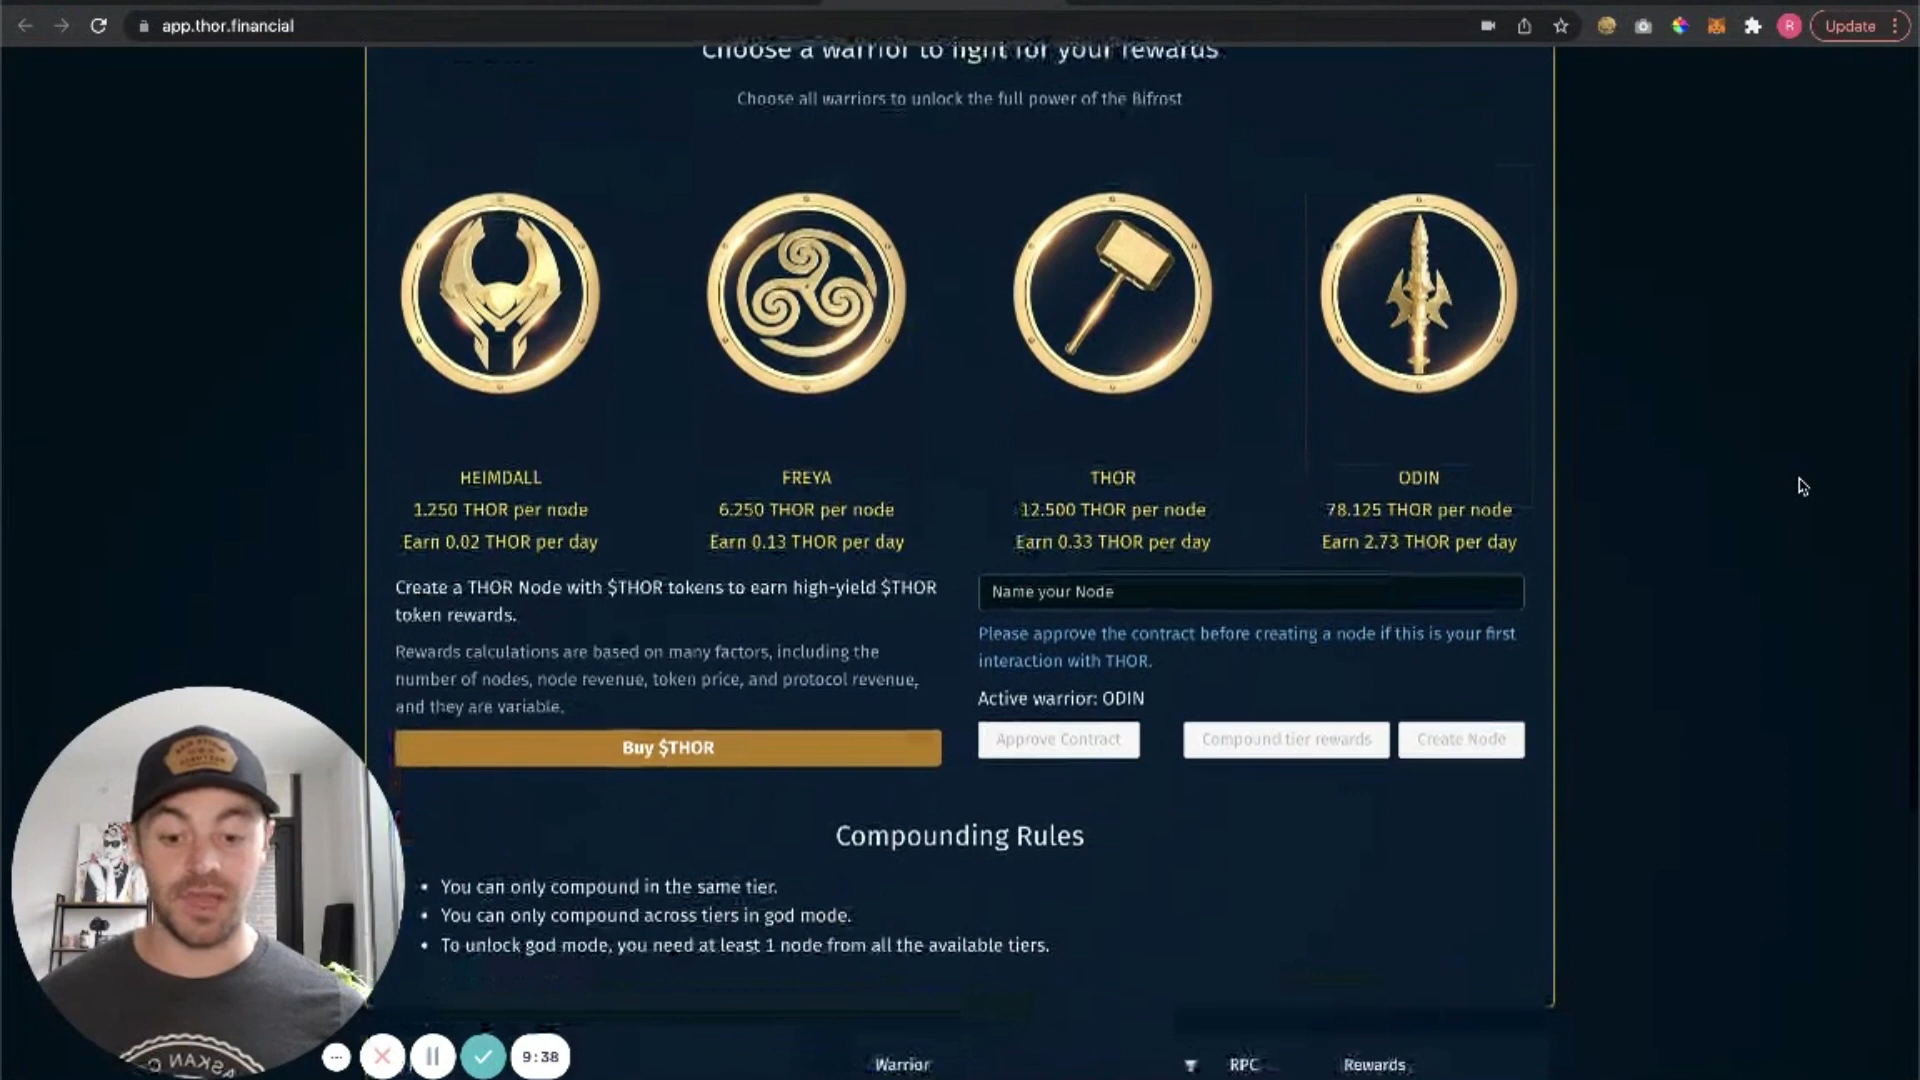 app.thor.financial
R
Update
Choose a warrior to fight for your rewards
Choose all warriors to unlock the full power of the Bifrost
HEIMDALL
1.250 THOR per node
Earn 0.02 THOR per day
FREYA
6.250 THOR per node
Earn 0.13 THOR per day
THOR
12.500 THOR per node
Earn 0.33 THOR per day
ODIN
78.125 THOR per node
Earn 2.73 THOR per day
Create a THOR Node with $THOR tokens to earn high-yield $THOR
token rewards.
Rewards calculations are based on many factors, including the
number of nodes, node revenue, token price, and protocol revenue,
and they are variable.
Buy $THOR
Name your Node
Please approve the contract before creating a node if this is your first
interaction with THOR.
Active warrior: ODIN
Approve Contract
Compound tier rewards
Create Node
Compounding Rules
• You can only compound in the same tier.
• You can only compound across tiers in god mode.
• To unlock god mode, you need at least 1 node from all the available tiers.
9:38
Warrior
RPC
Rewards